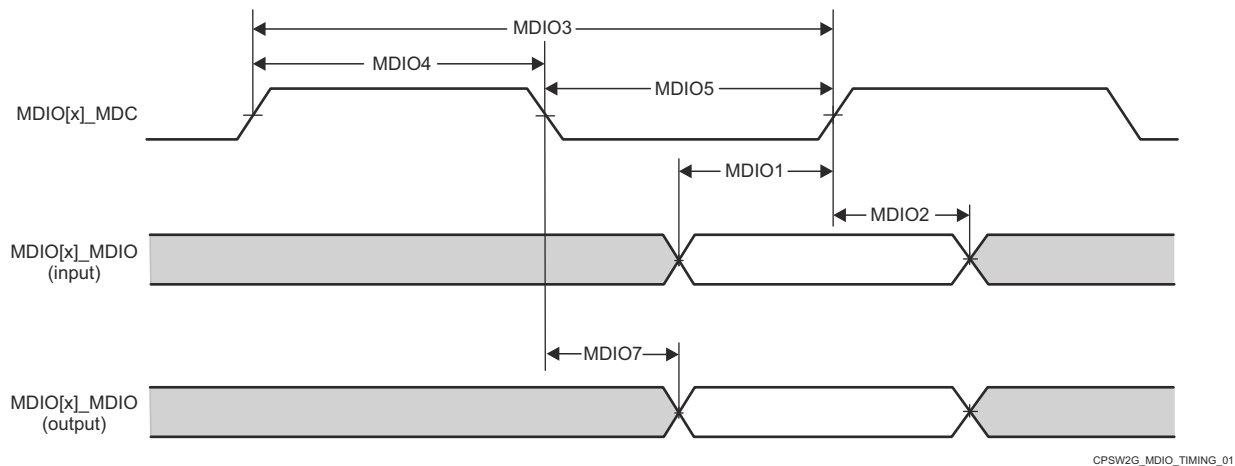 MDIO3
MDIO4
MDIO5
MDIO[x]_MDC
MDIO1
MDIO2
MDIO[x]_MDIO
(input)
MDIO7
MDIO[x]_MDIO
(output)
CPSW2G_MDIO_TIMING_01